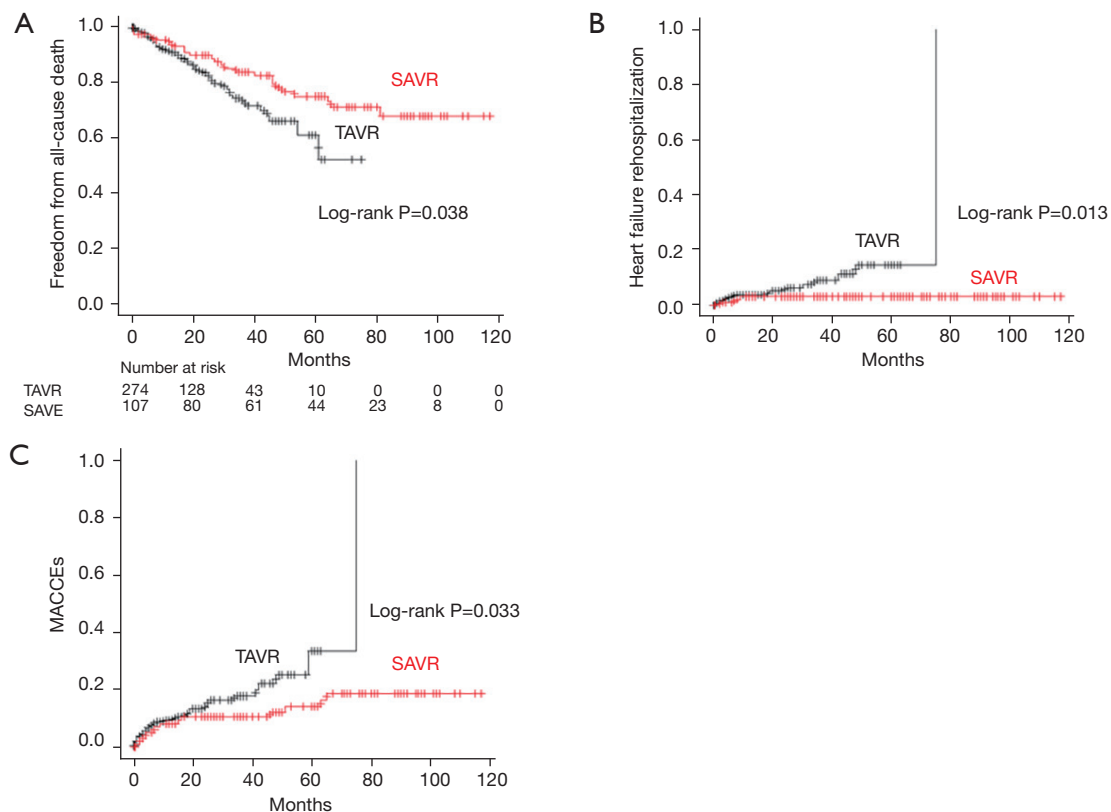 A
Freedom from all-cause death
1.0
0.8
0.6
0.4
0.2
0.0
SAVR
TAVR
Log-rank P=0.038
0 20 40 60 80 100 120
Months
Number at risk
TAVR 274 128 43 10 0 0 0
SAVE 107 80 61 44 23 8 0
B
Heart failure rehospitalization
1.0
0.8
0.6
0.4
0.2
0.0
Log-rank P=0.013
TAVR
SAVR
0 20 40 60 80 100 120
Months
C
MACCEs
1.0
0.8
0.6
0.4
0.2
0.0
Log-rank P=0.033
TAVR
SAVR
0 20 40 60 80 100 120
Months